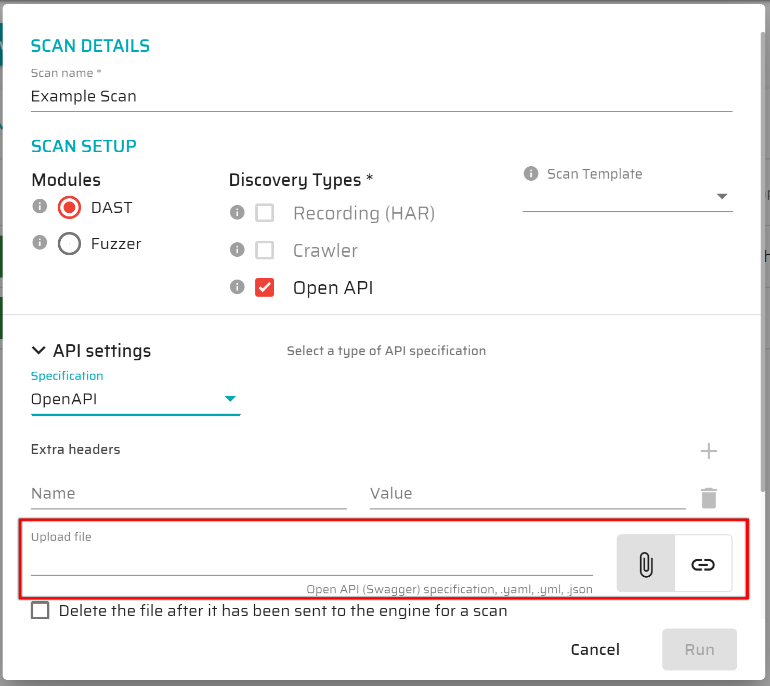 SCAN DETAILS
Scan name *
Example Scan
SCAN SETUP
Modules
DAST
Fuzzer
Discovery Types *
Recording (HAR)
Crawler
Open API
Scan Template
API settings
Select a type of API specification
Specification
OpenAPI
Extra headers
Name
Value
Upload file
Open API (Swagger) specification, .yaml, .yml, .json
Delete the file after it has been sent to the engine for a scan
Cancel
Run